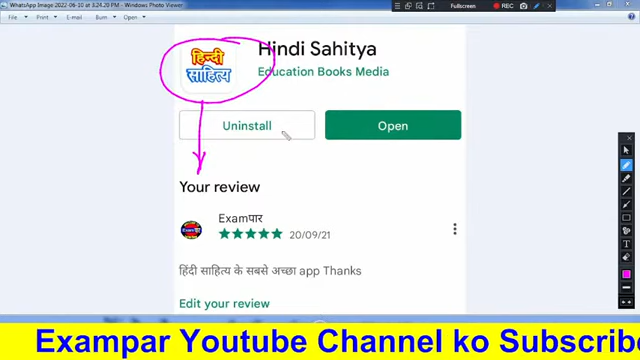 WhatsApp Image 2022-06-10 at 3.24.20 PM - Windows Photo Viewer
Fullscreen
REC
File Print E-mail Burn Open
हिन्दी
साहित्य
Hindi Sahitya
Education Books Media
Uninstall
Open
Your review
Examपार
Examपार
20/09/21
हिंदी साहित्य के सबसे अच्छा app Thanks
Edit your review
Exampar Youtube Channel ko Subscribe